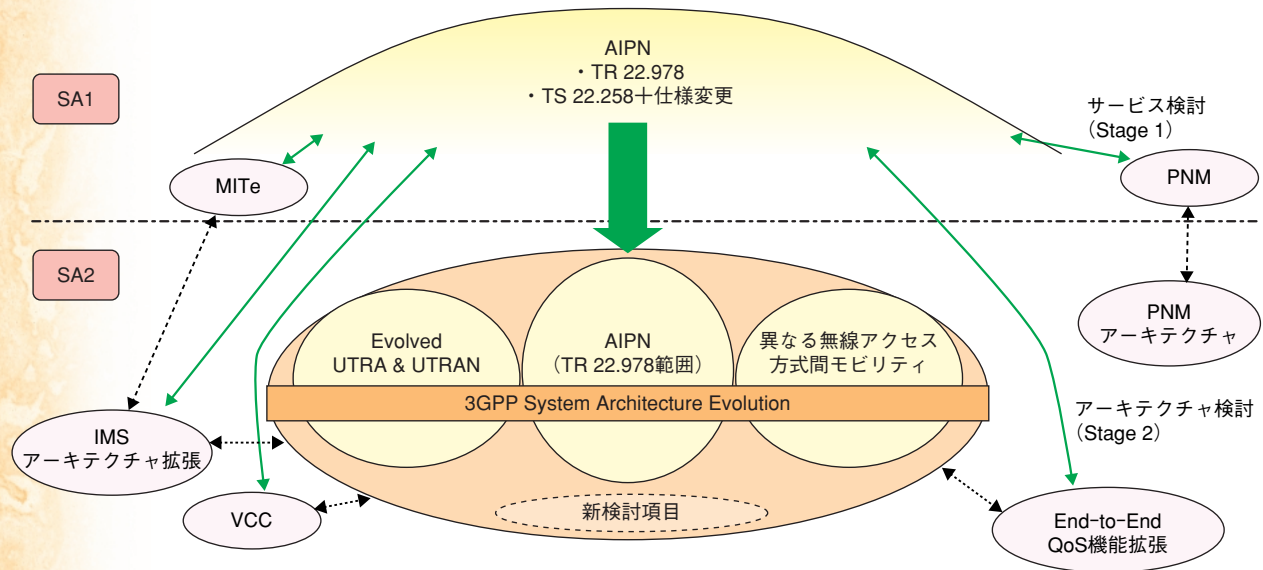 AIPN
・TR 22.978
・TS 22.258十仕様変更
SA1
サービス検討
（Stage 1）
MITe
PNM
SA2
PNM
アーキテクチャ
Evolved
UTRA & UTRAN
AIPN
（TR 22.978範囲）
異なる無線アクセス
方式間モビリティ
3GPP System Architecture Evolution
アーキテクチャ検討
（Stage 2）
IMS
アーキテクチャ拡張
VCC
新検討項目
End-to-End
QoS機能拡張